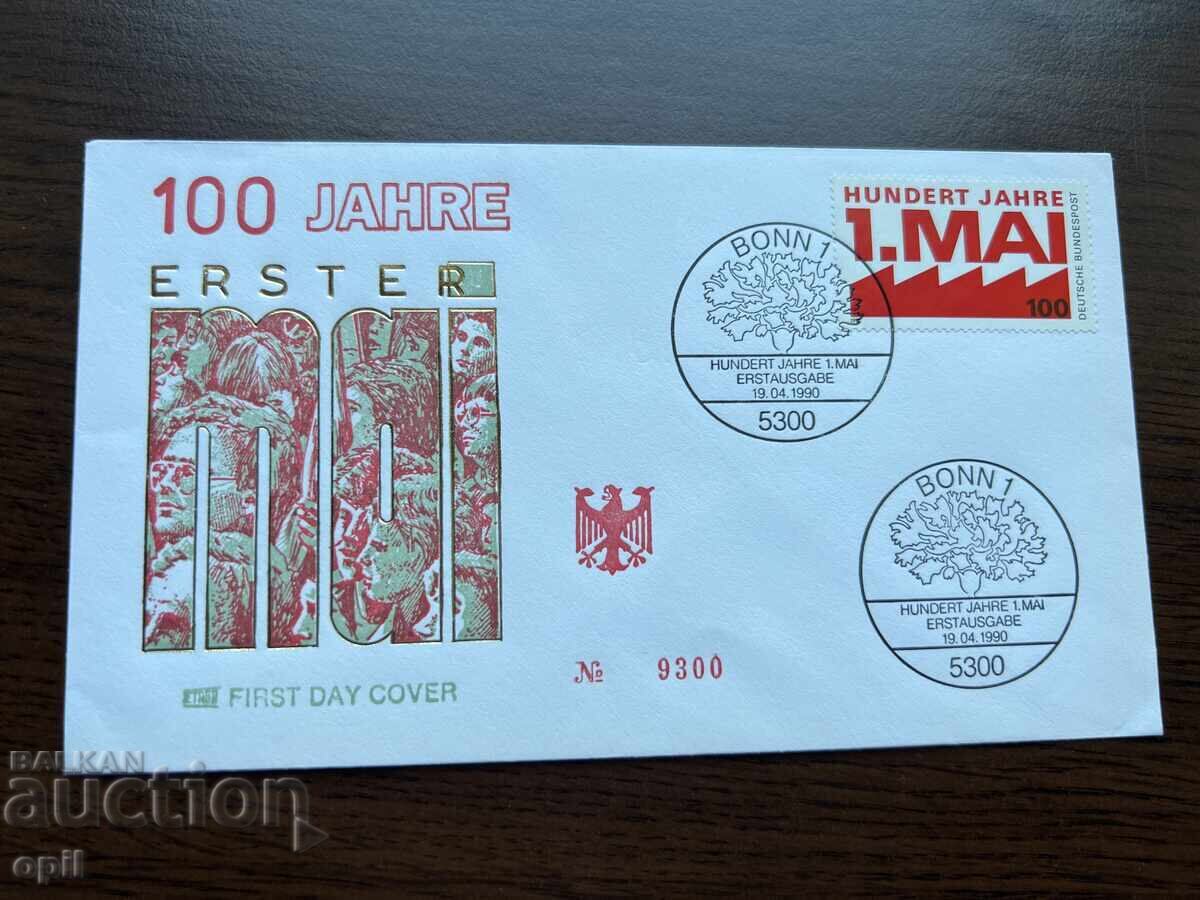 100 JAHRE
ERSTER
mai
FIRST DAY COVER
№ 9300
HUNDERT JAHRE
1.MAI
100
DEUTSCHE BUNDESPOST
BONN 1
HUNDERT JAHRE 1.MAI
ERSTAUSGABE
19.04.1990
5300
BONN 1
HUNDERT JAHRE 1.MAI
ERSTAUSGABE
19.04.1990
5300
BALKAN
auction
opil